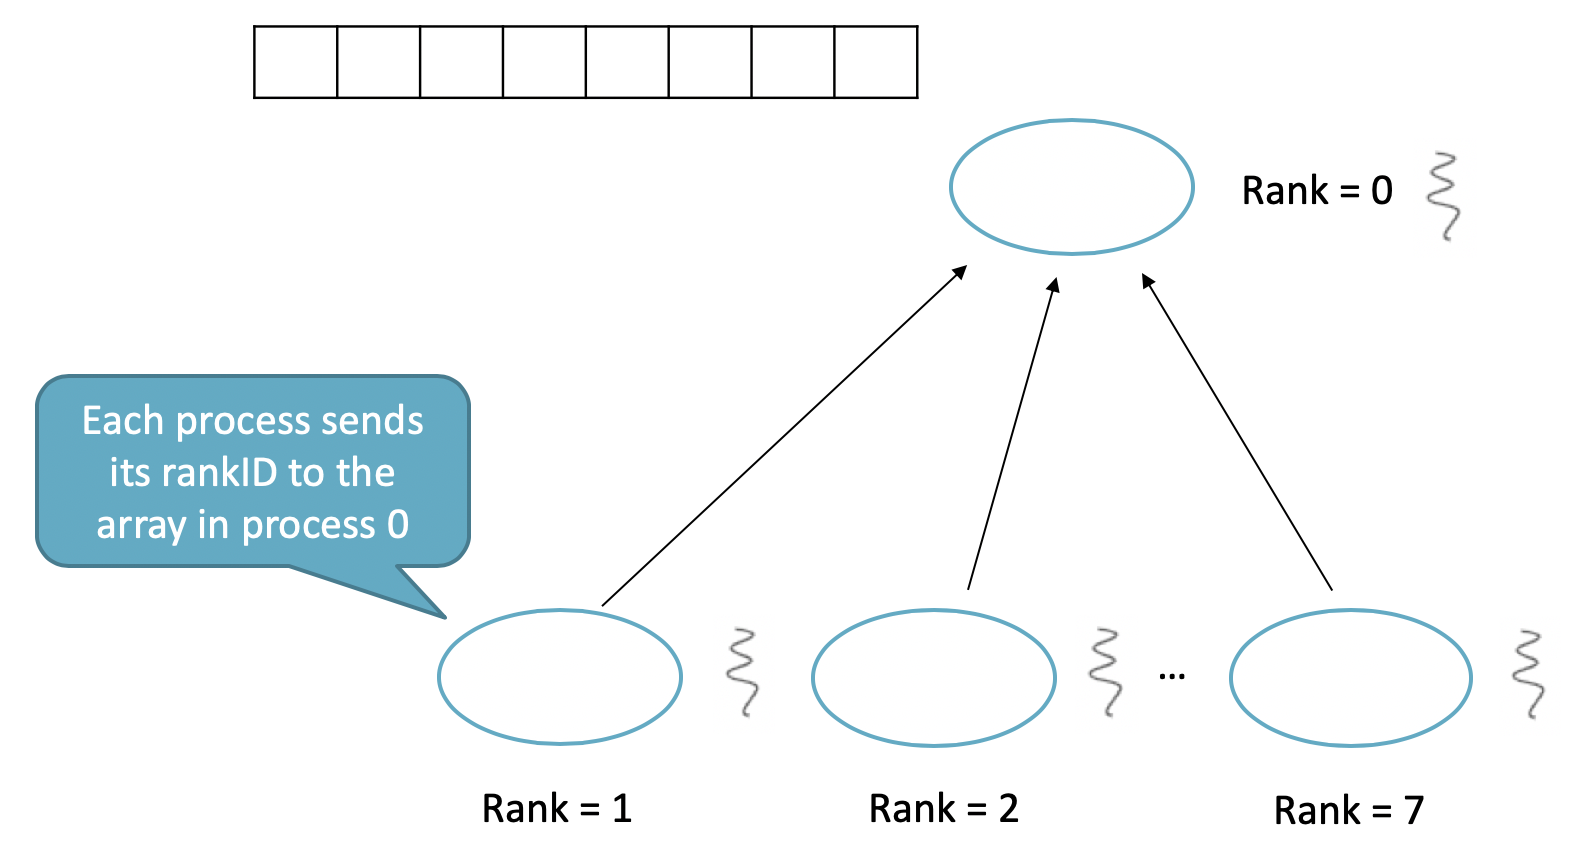 Rank = 0
Each process sends
its rankID to the
array in process 0
...
Rank = 1
Rank = 2
Rank = 7